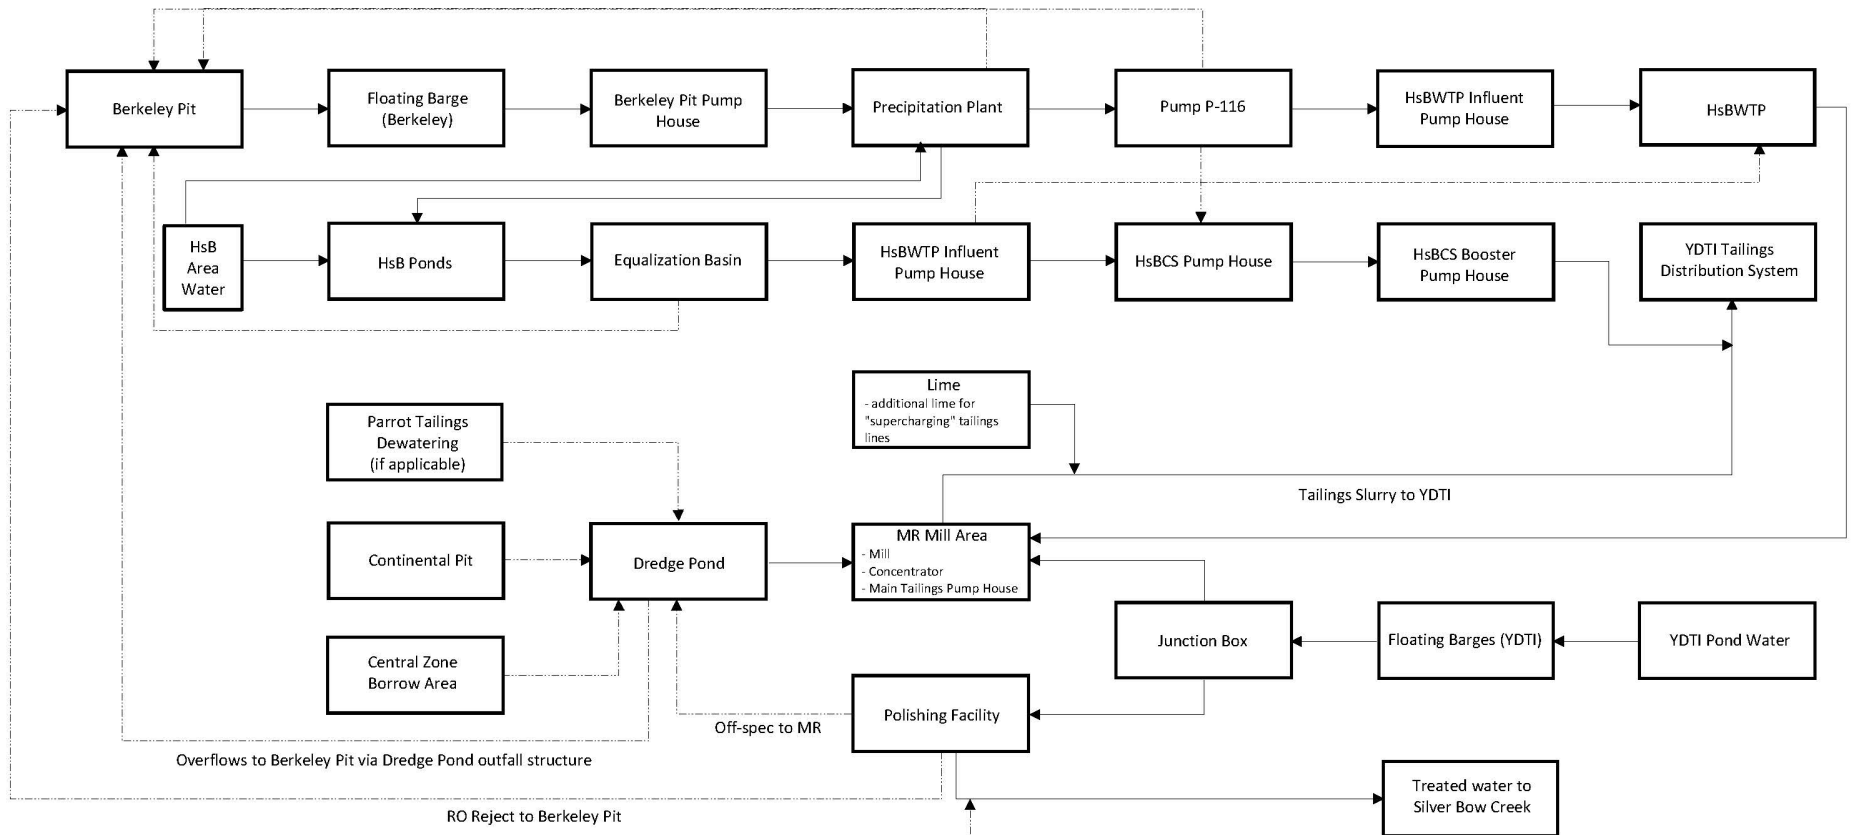 Berkeley Pit
Floating Barge
(Berkeley)
Berkeley Pit Pump
House
Precipitation Plant
Pump P-116
HsBWTP Influent
Pump House
HsBWTP
HsB
Area
Water
HsB Ponds
Equalization Basin
HsBWTP Influent
Pump House
HsBCS Pump House
HsBCS Booster
Pump House
YDTI Tailings
Distribution System
Lime
- additional lime for
"supercharging" tailings
lines
Parrot Tailings
Dewatering
(if applicable)
Tailings Slurry to YDTI
Continental Pit
Dredge Pond
MR Mill Area
- Mill
- Concentrator
- Main Tailings Pump House
Central Zone
Borrow Area
Junction Box
Floating Barges (YDTI)
YDTI Pond Water
Polishing Facility
Off-spec to MR
Overflows to Berkeley Pit via Dredge Pond outfall structure
Treated water to
Silver Bow Creek
RO Reject to Berkeley Pit